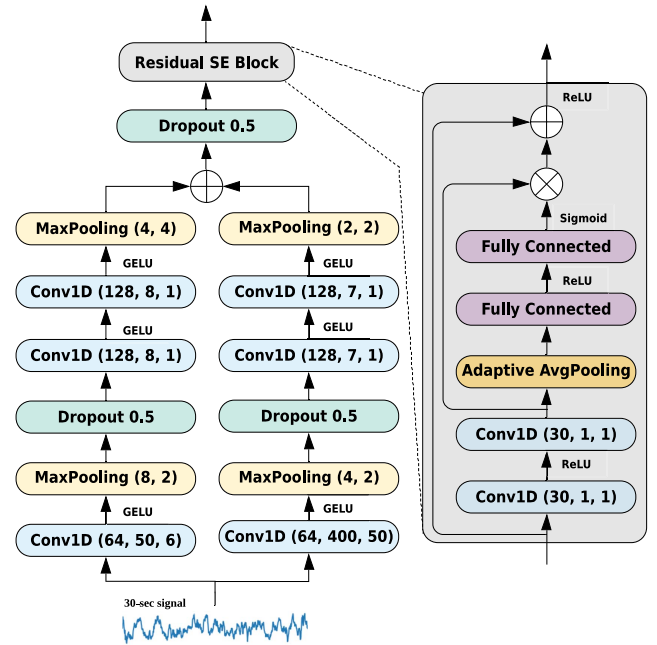 Residual SE Block
Dropout 0.5
MaxPooling (4, 4)
GELU
Conv1D (128, 8, 1)
GELU
Conv1D (128, 8, 1)
Dropout 0.5
MaxPooling (8, 2)
GELU
Conv1D (64, 50, 6)
MaxPooling (2, 2)
GELU
Conv1D (128, 7, 1)
GELU
Conv1D (128, 7, 1)
Dropout 0.5
MaxPooling (4, 2)
GELU
Conv1D (64, 400, 50)
30-sec signal
ReLU
Sigmoid
Fully Connected
ReLU
Fully Connected
Adaptive AvgPooling
Conv1D (30, 1, 1)
ReLU
Conv1D (30, 1, 1)